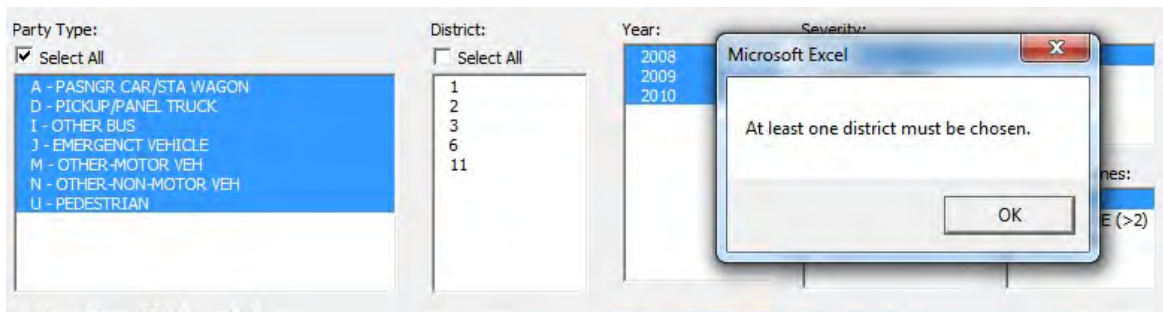 Party Type:
Select All
A - PASNGR CAR/STA WAGON
D - PICKUP/PANEL TRUCK
I - OTHER BUS
J - EMERGENCT VEHICLE
M - OTHER-MOTOR VEH
N - OTHER-NON-MOTOR VEH
U - PEDESTRIAN
District:
Select All
1
2
3
6
11
Year:
2008
2009
2010
Severity:
Microsoft Excel
At least one district must be chosen.
OK
nes:
E (>2)